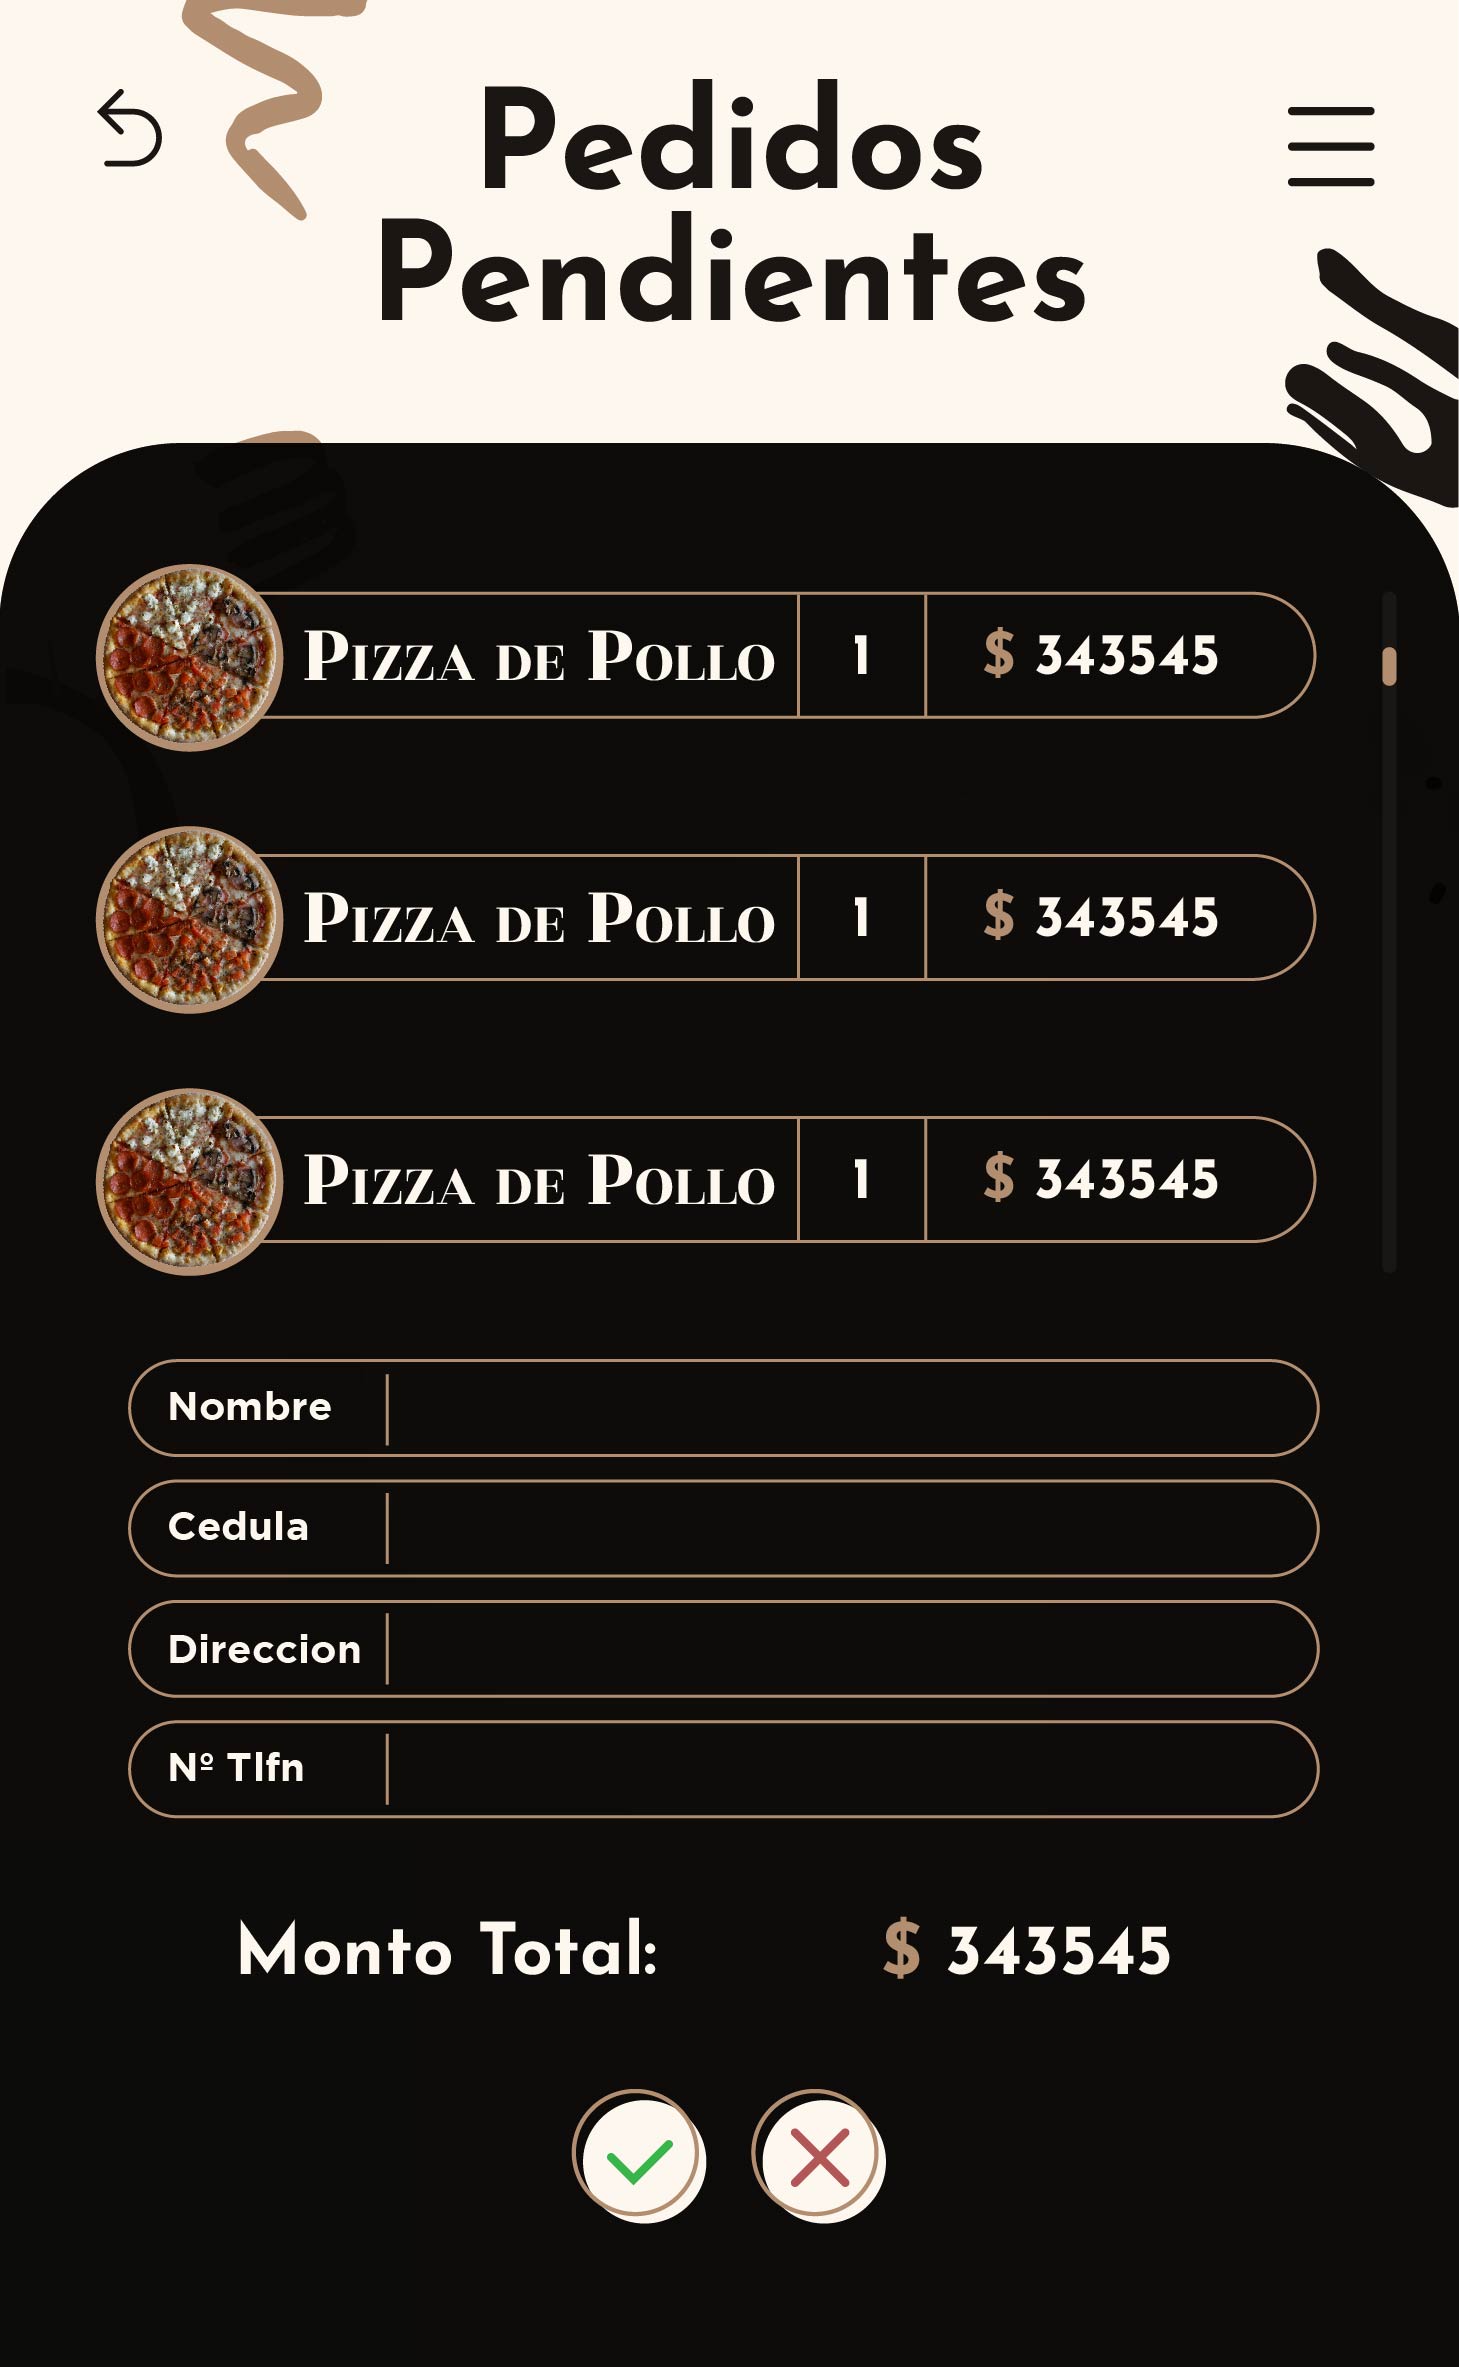 Pedidos
Pendientes
Pizza de Pollo 1 $ 343545
Pizza de Pollo 1 $ 343545
Pizza de Pollo 1 $ 343545
Nombre
Cedula
Direccion
Nº Tlfn
Monto Total: $ 343545